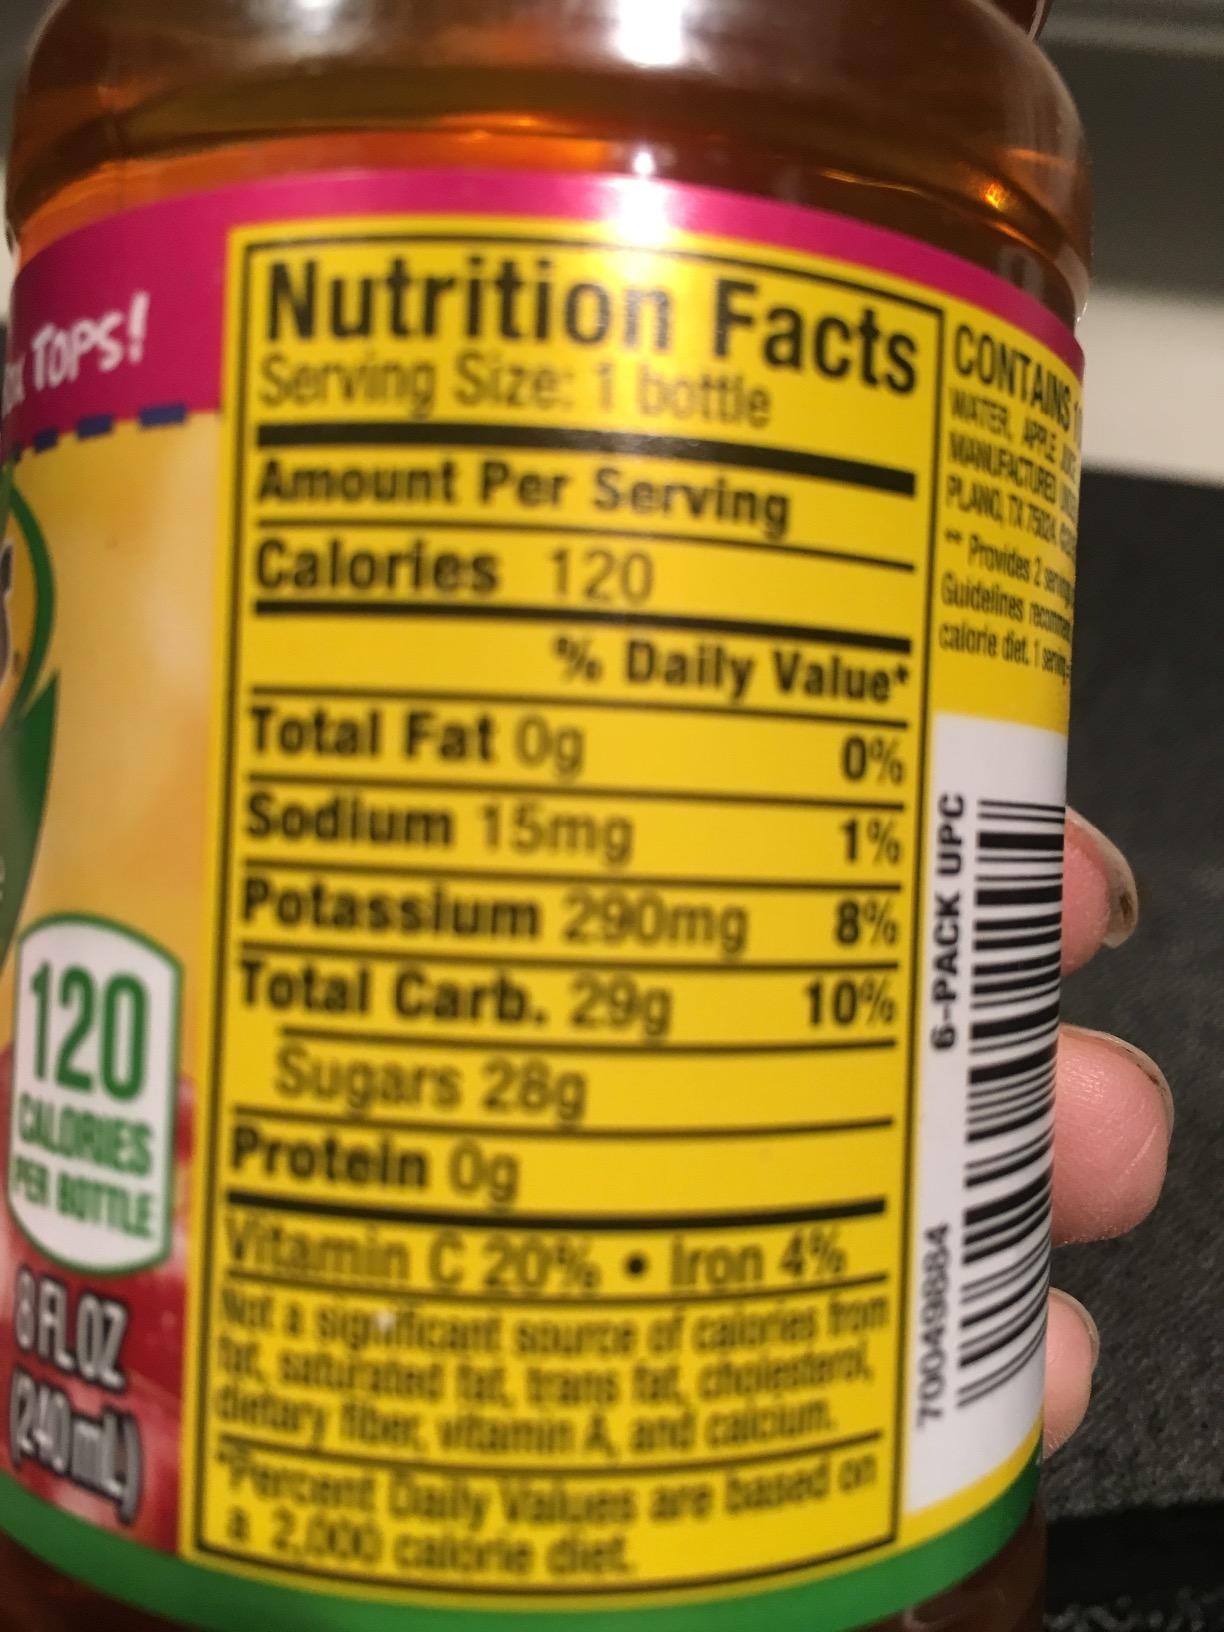 TOPS!
120
CALORIES
PER BOTTLE
8 FL OZ
(240mL)
Nutrition Facts
Serving Size: 1 bottle
Amount Per Serving
Calories 120
% Daily Value*
Total Fat 0g 0%
Sodium 15mg 1%
Potassium 290mg 8%
Total Carb. 29g 10%
Sugars 28g
Protein 0g
Vitamin C 20% • Iron 4%
Not a significant source of calories from
fat, saturated fat, trans fat, cholesterol,
dietary fiber, vitamin A, and calcium.
*Percent Daily Values are based on
a 2,000 calorie diet.
CONTAINS
WATER, APPLE
MANUFACTURED
PLANO, TX 75024
** Provides 2
Guidelines
calorie diet. 1
6-PACK UPC
70049884